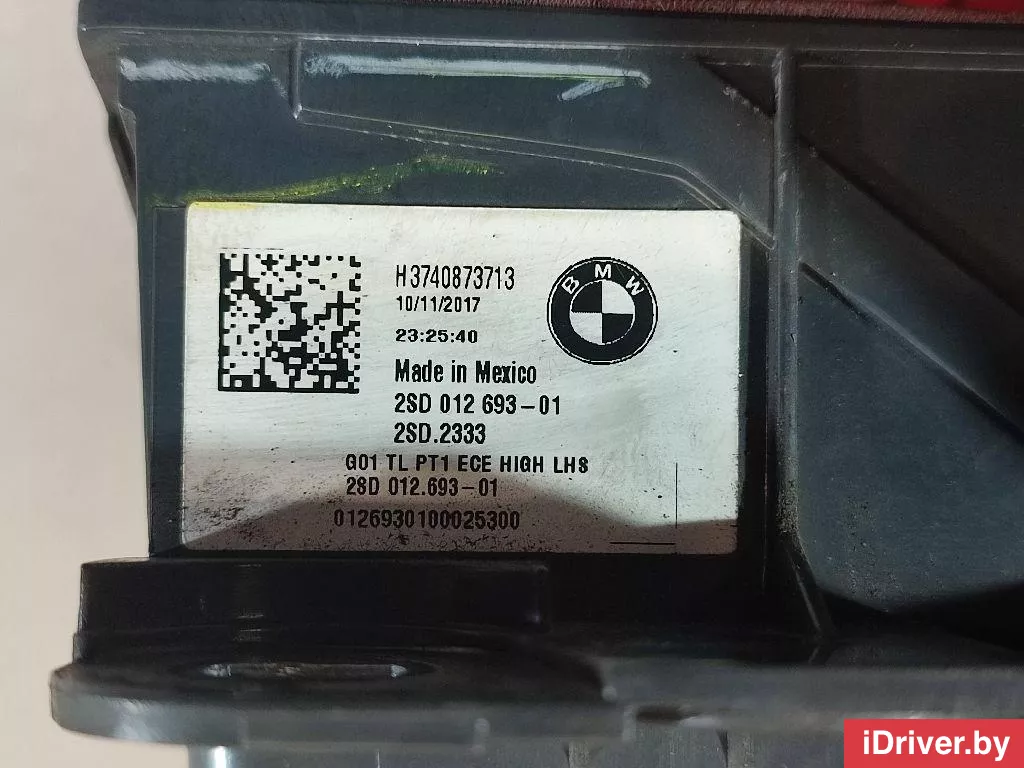 H3740873713
10/11/2017
23:25:40
BMW
Made in Mexico
2SD 012 693-01
2SD.2333
G01 TL PT1 ECE HIGH LHS
2SD 012.693-01
0126930100025300
iDriver.by